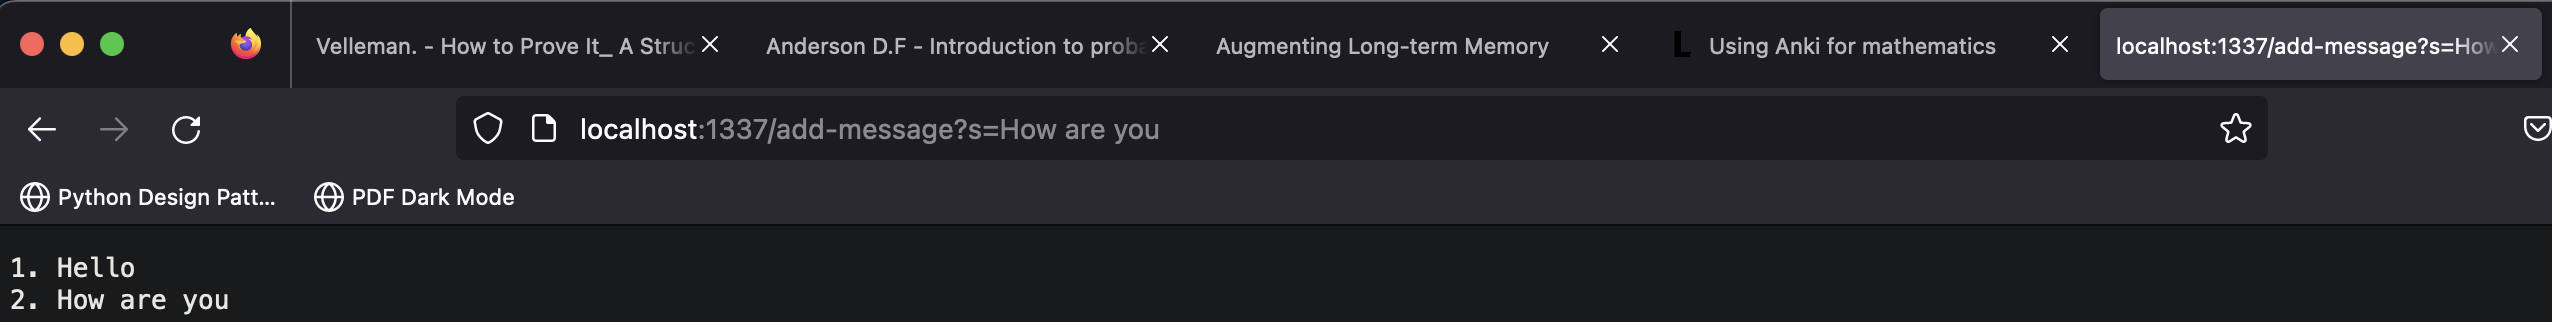 Velleman. - How to Prove It_ A Struc
Anderson D.F - Introduction to proba
Augmenting Long-term Memory
L Using Anki for mathematics
localhost:1337/add-message?s=How
localhost:1337/add-message?s=How are you
Python Design Patt...
PDF Dark Mode
1. Hello
2. How are you